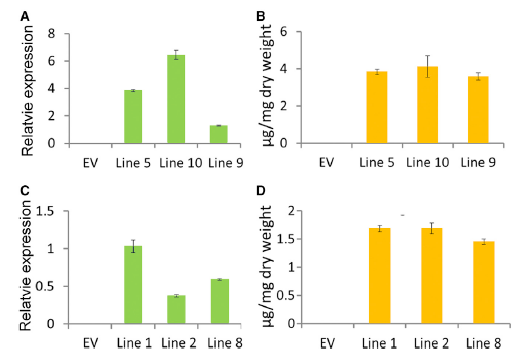 A
Relatvie expression
8
6
4
2
0
EV Line 5 Line 10 Line 9
B
µg/mg dry weight
6
4
2
0
EV Line 5 Line 10 Line 9
C
Relatvie expression
1.5
1
0.5
0
EV Line 1 Line 2 Line 8
D
µg/mg dry weight
2
1.5
1
0.5
0
EV Line 1 Line 2 Line 8